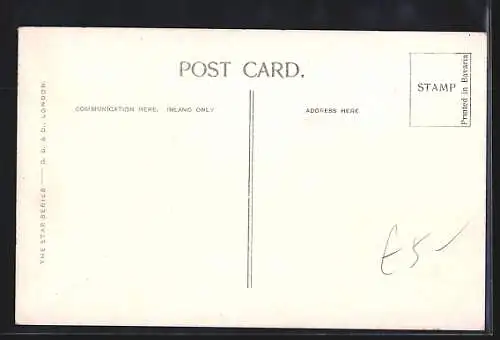 POST CARD.
COMMUNICATION HERE. INLAND ONLY
ADDRESS HERE
STAMP
Printed in Bavaria
THE STAR SERIES — G. D. & D., LONDON.
£5-